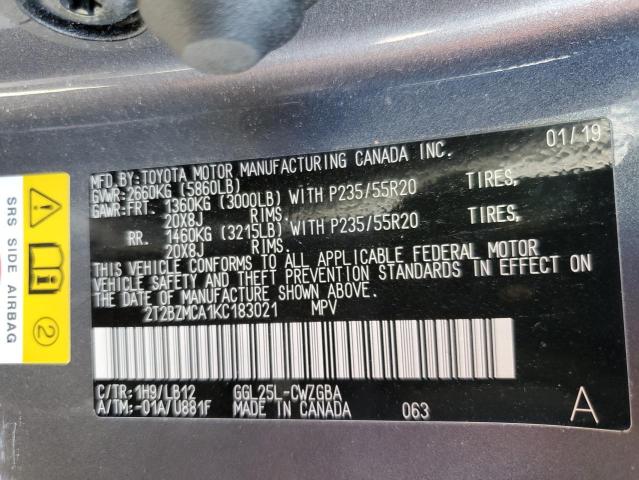 01/19
MFD.BY:TOYOTA MOTOR MANUFACTURING CANADA INC.
GVWR:2660KG (5860LB)
GAWR:FRT. 1360KG (3000LB) WITH P235/55R20 TIRES,
20X8J RIMS.
RR. 1460KG (3215LB) WITH P235/55R20 TIRES,
20X8J RIMS.
THIS VEHICLE CONFORMS TO ALL APPLICABLE FEDERAL MOTOR
VEHICLE SAFETY AND THEFT PREVENTION STANDARDS IN EFFECT ON
THE DATE OF MANUFACTURE SHOWN ABOVE.
2T2BZMCA1KC183021 MPV
C/TR: 1H9/LB12 GGL25L-CWZGBA
A/TM:-01A/U881F MADE IN CANADA 063 A
SRS SIDE AIRBAG
2